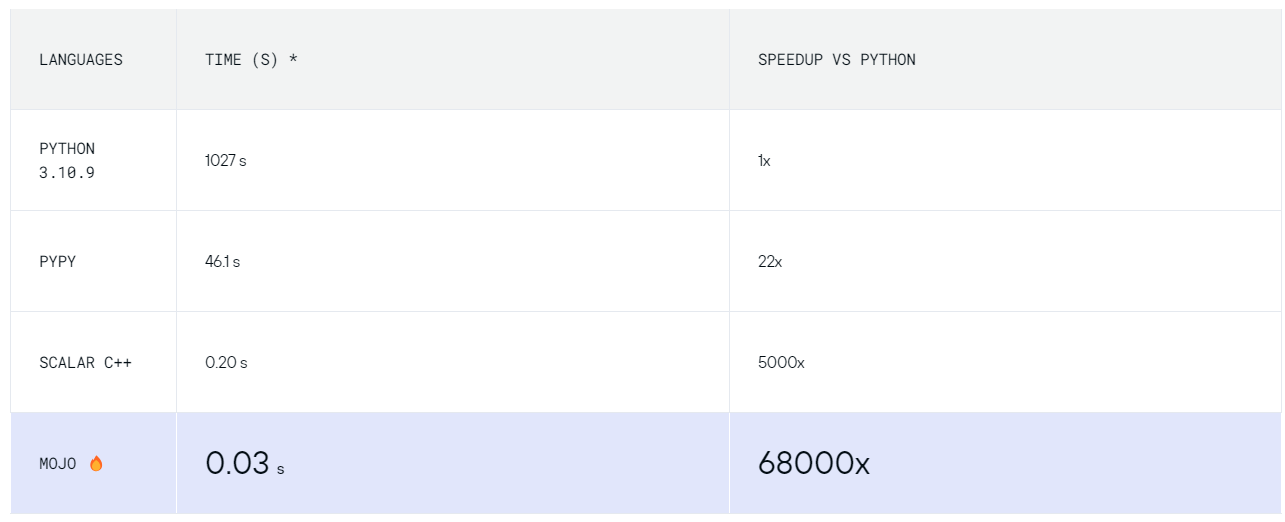 LANGUAGES TIME (S) * SPEEDUP VS PYTHON
PYTHON
3.10.9 1027 s 1x
PYPY 46.1 s 22x
SCALAR C++ 0.20 s 5000x
MOJO 🔥 0.03 s 68000x